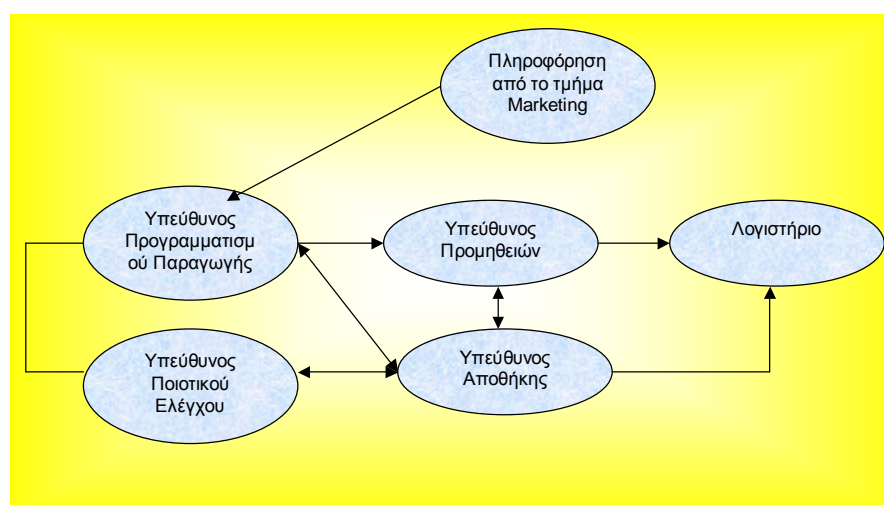 Πληροφόρηση
από το τμήμα
Marketing
Υπεύθυνος
Προγραμματισμ
ού Παραγωγής
Υπεύθυνος
Προμηθειών
Λογιστήριο
Υπεύθυνος
Ποιοτικού
Ελέγχου
Υπεύθυνος
Αποθήκης